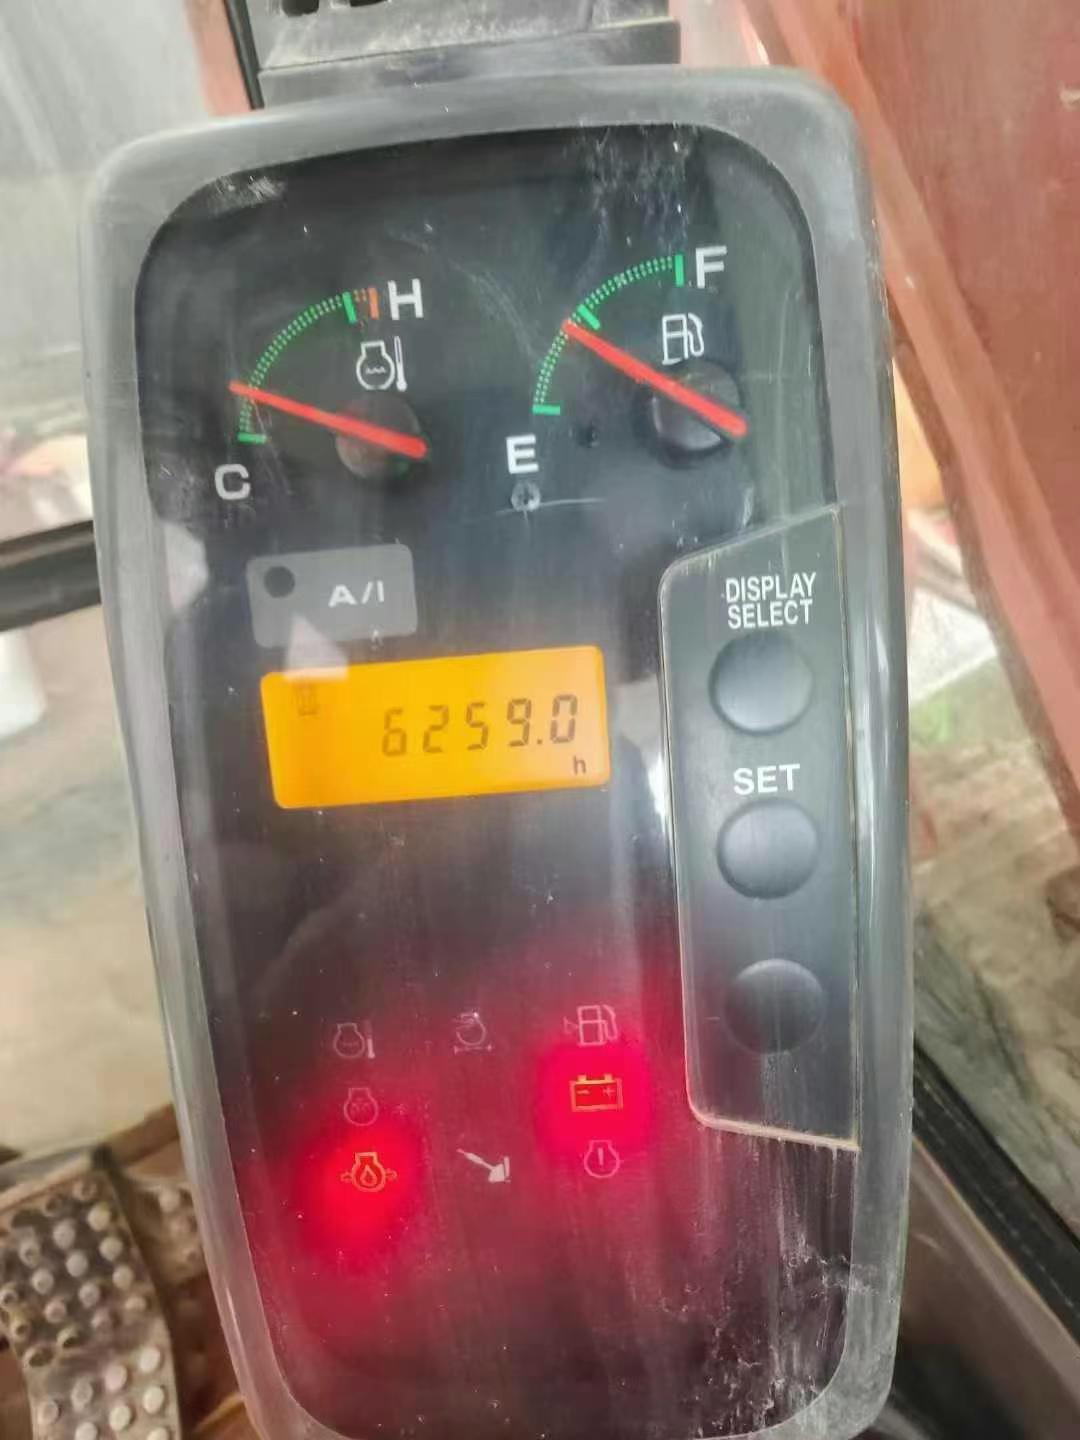 H
F
C
E
A/I
DISPLAY
SELECT
6259.0
h
SET